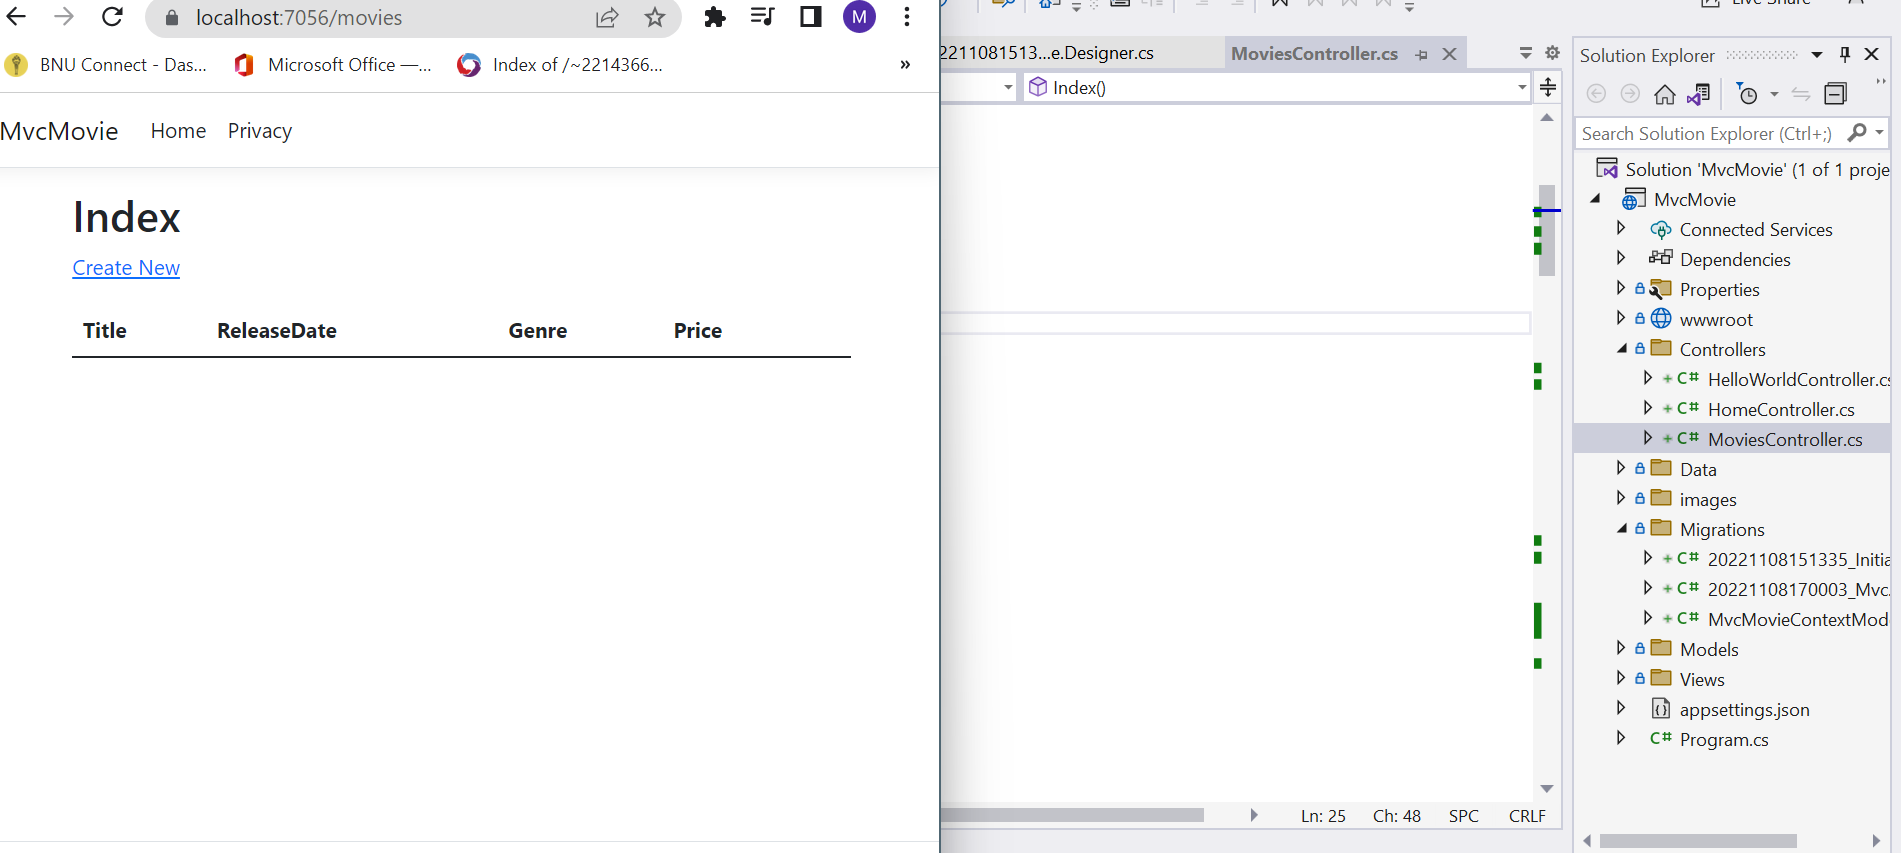 localhost:7056/movies
M
BNU Connect - Das...
Microsoft Office —...
Index of /~2214366...
»
MvcMovie
Home
Privacy
Index
Create New
Title ReleaseDate Genre Price
Live Share
2211081513...e.Designer.cs
MoviesController.cs
Index()
Ln: 25 Ch: 48 SPC CRLF
Solution Explorer
Search Solution Explorer (Ctrl+;)
Solution 'MvcMovie' (1 of 1 proje
MvcMovie
Connected Services
Dependencies
Properties
wwwroot
Controllers
C# HelloWorldController.cs
C# HomeController.cs
C# MoviesController.cs
Data
images
Migrations
C# 20221108151335_Initia
C# 20221108170003_Mvc.
C# MvcMovieContextMod
Models
Views
appsettings.json
C# Program.cs